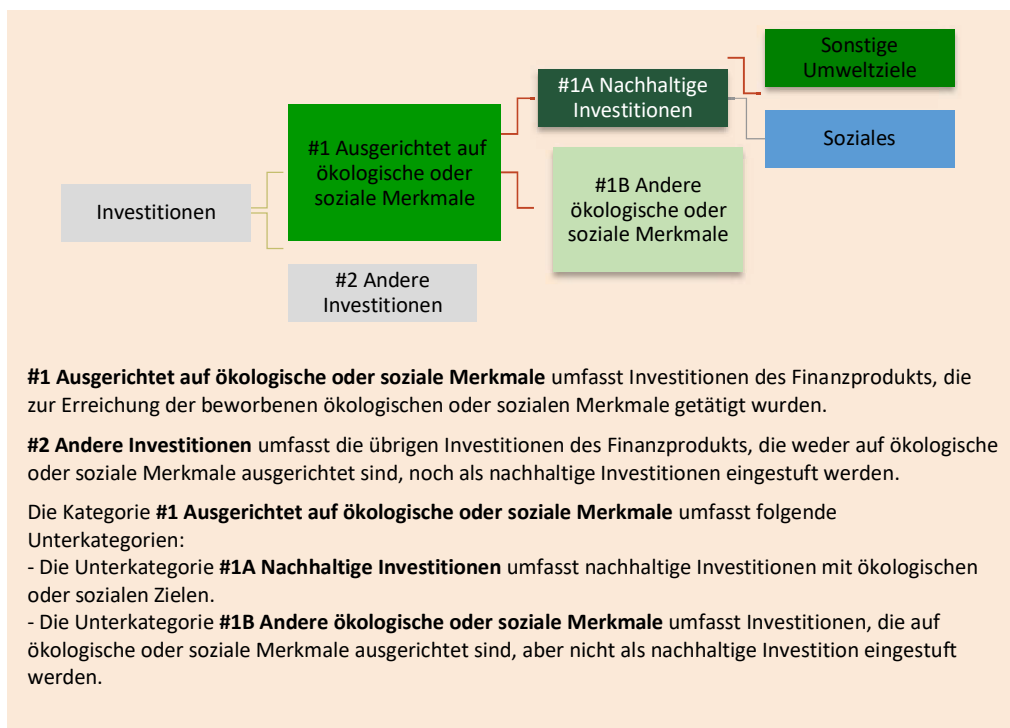 Sonstige
Umweltziele
#1A Nachhaltige
Investitionen
Soziales
#1 Ausgerichtet auf
ökologische oder
soziale Merkmale
#1B Andere
ökologische oder
soziale Merkmale
Investitionen
#2 Andere
Investitionen
#1 Ausgerichtet auf ökologische oder soziale Merkmale umfasst Investitionen des Finanzprodukts, die
zur Erreichung der beworbenen ökologischen oder sozialen Merkmale getätigt wurden.
#2 Andere Investitionen umfasst die übrigen Investitionen des Finanzprodukts, die weder auf ökologische
oder soziale Merkmale ausgerichtet sind, noch als nachhaltige Investitionen eingestuft werden.
Die Kategorie #1 Ausgerichtet auf ökologische oder soziale Merkmale umfasst folgende
Unterkategorien:
- Die Unterkategorie #1A Nachhaltige Investitionen umfasst nachhaltige Investitionen mit ökologischen
oder sozialen Zielen.
- Die Unterkategorie #1B Andere ökologische oder soziale Merkmale umfasst Investitionen, die auf
ökologische oder soziale Merkmale ausgerichtet sind, aber nicht als nachhaltige Investition eingestuft
werden.